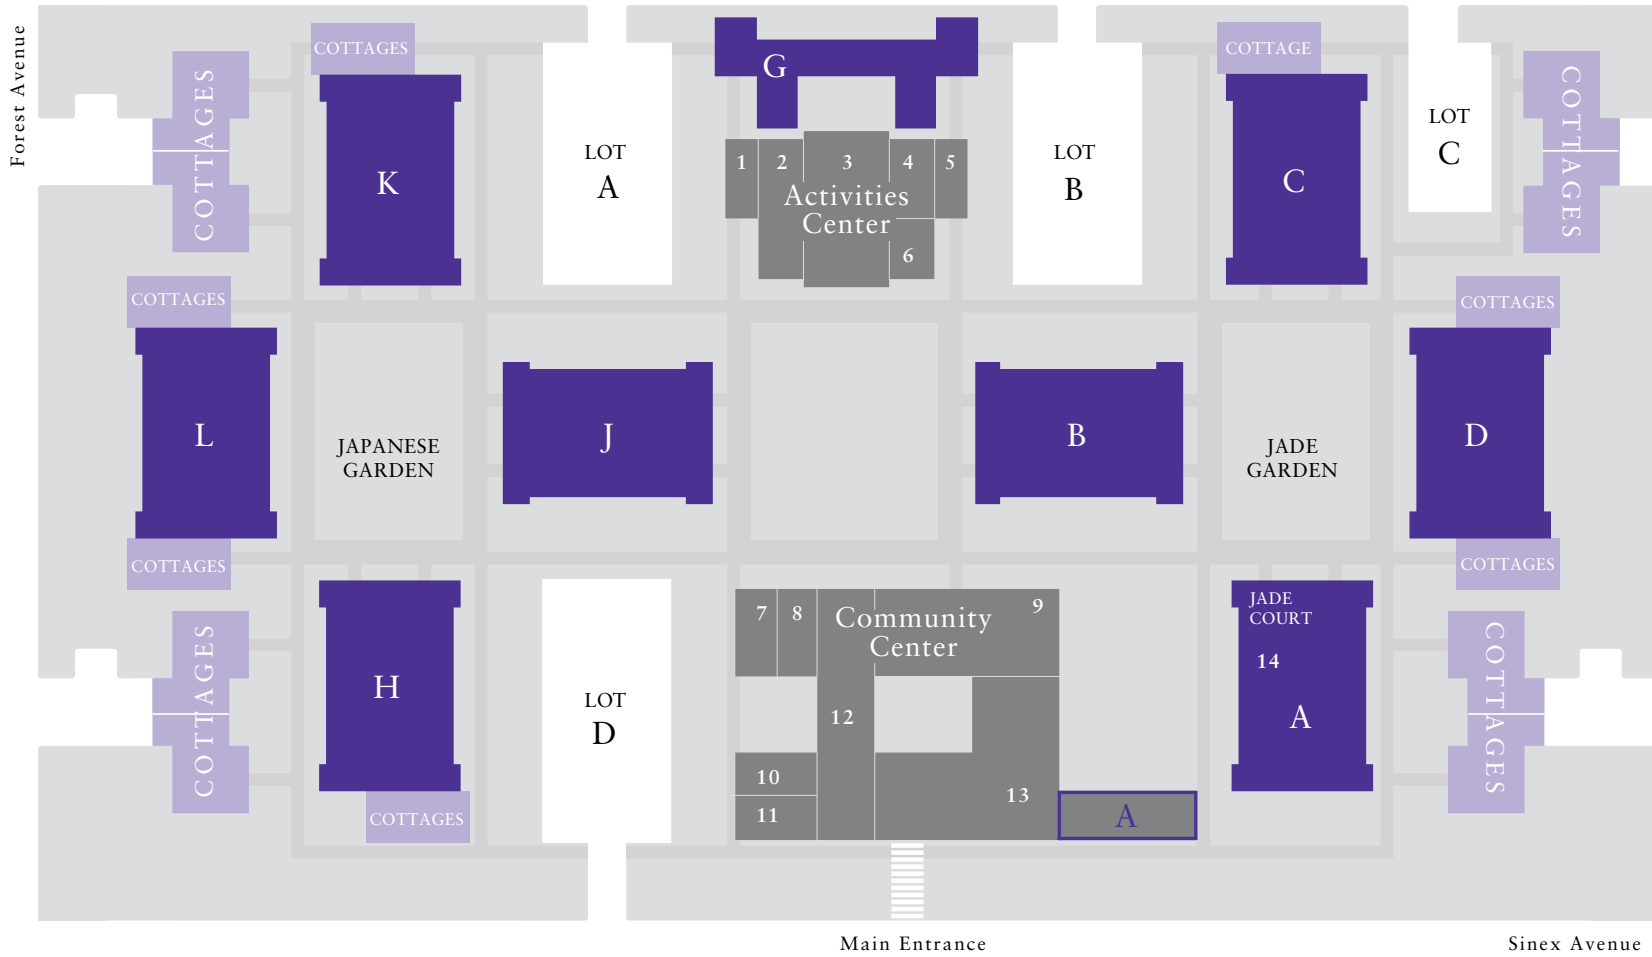 Forest Avenue
COTTAGES
COTTAGES
K
LOT
A
G
1
2
3
4
5
Activities
Center
6
LOT
B
COTTAGE
C
LOT
C
COTTAGES
COTTAGES
L
COTTAGES
JAPANESE
GARDEN
J
B
JADE
GARDEN
COTTAGES
D
COTTAGES
COTTAGES
H
COTTAGES
LOT
D
7
8
Community
Center
9
12
10
11
13
A
JADE
COURT
14
A
COTTAGES
Main Entrance
Sinex Avenue